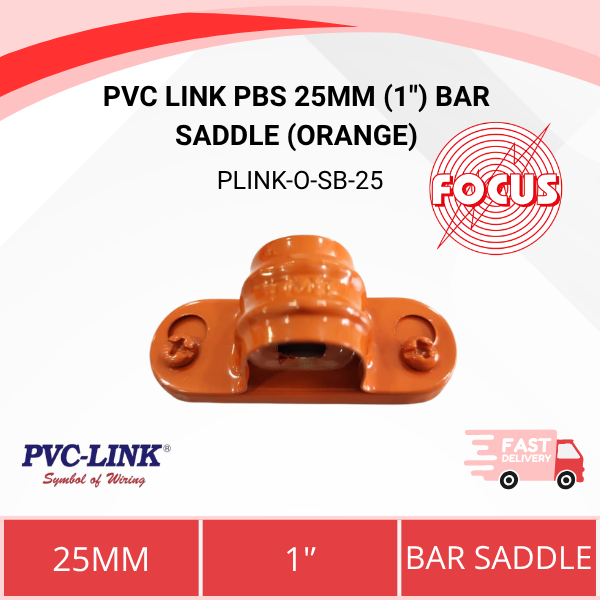 PVC LINK PBS 25MM (1") BAR
SADDLE (ORANGE)
PLINK-O-SB-25
FOCUS
PVC-LINK®
Symbol of Wiring
FAST
DELIVERY
25MM
1"
BAR SADDLE